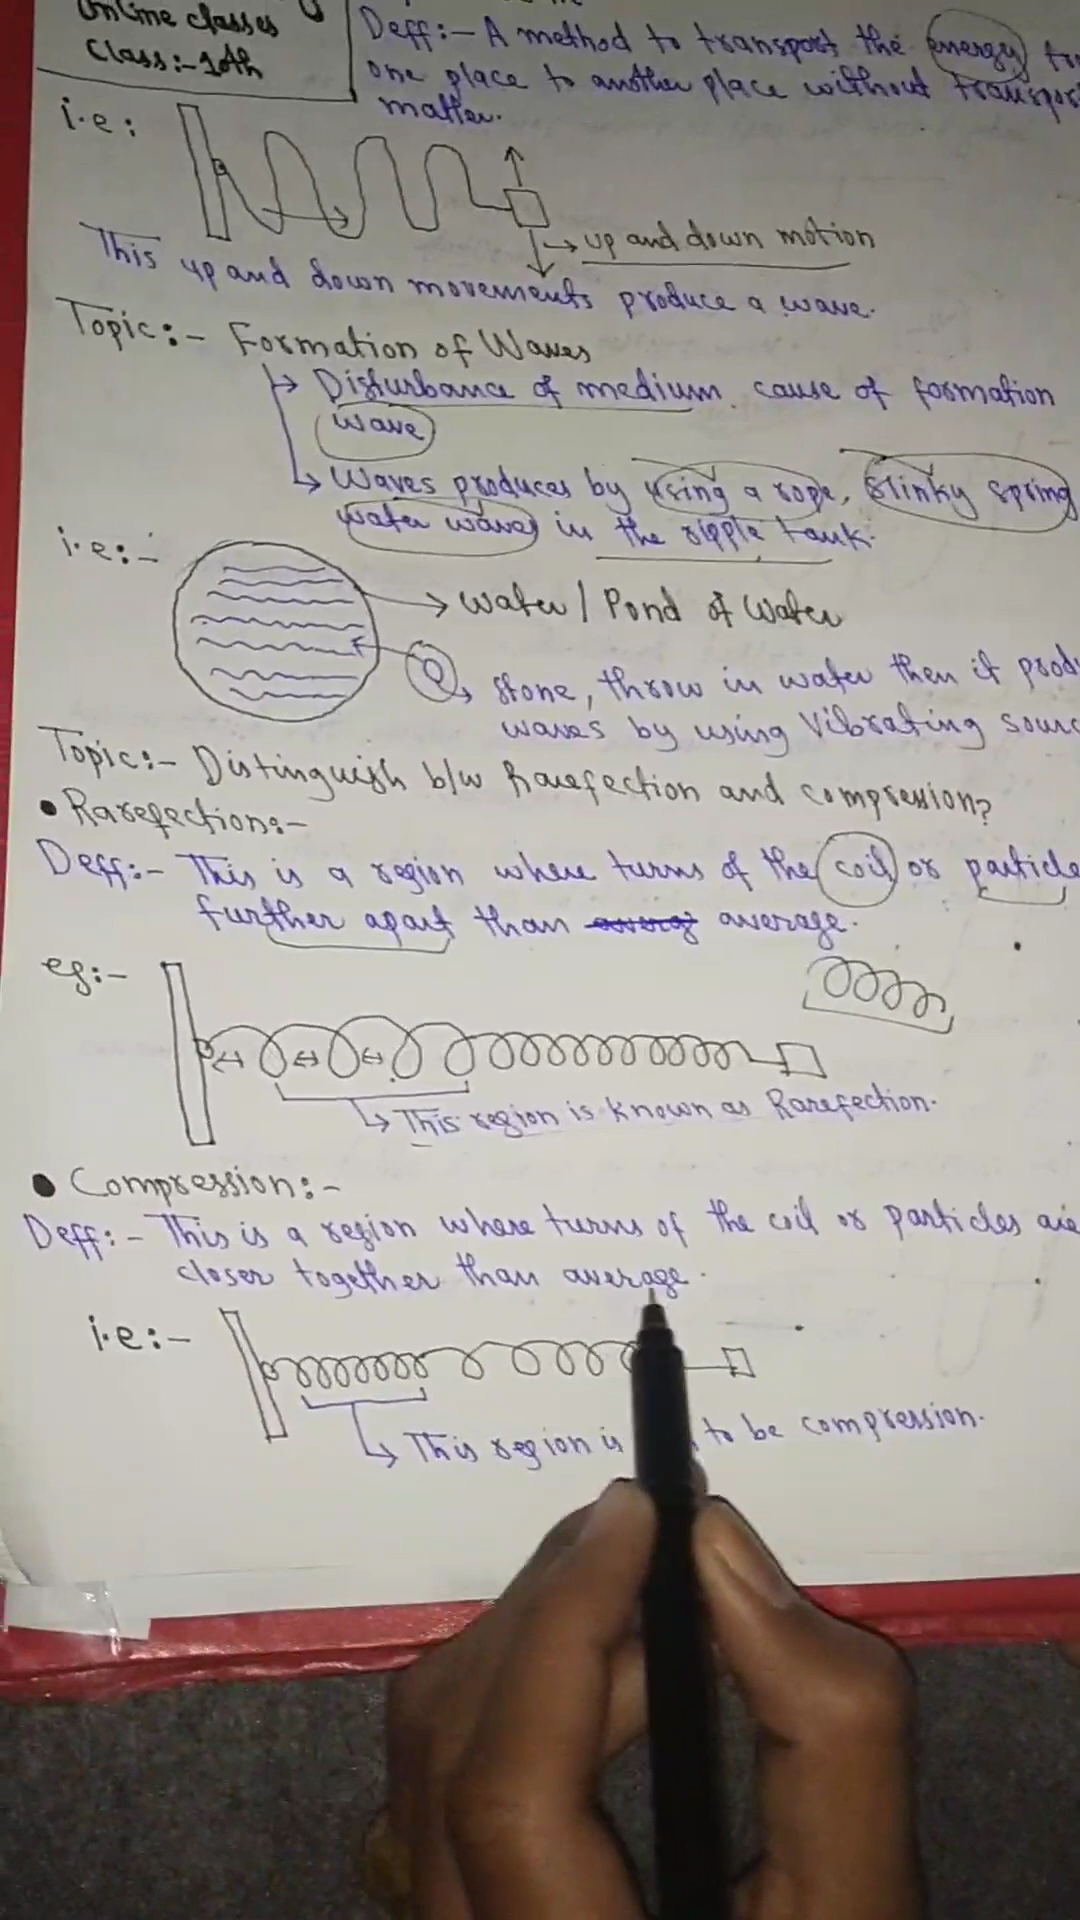 Online classes
Class:- 10th
Deff:- A method to transport the energy
one place to another place without transport
matter.
i.e:
up and down motion
This up and down movements produce a wave.
Topic:- Formation of Waves
Disturbance of medium cause of formation
wave
Waves produces by using a rope, slinky spring
water waves in the ripple tank.
i.e:-
Water / Pond of Water
Stone, throw in water then it prod
waves by using Vibrating sour
Topic:- Distinguish b/w Rarefection and compression?
• Rarefection:-
Deff:- This is a region where turns of the coil or particle
further apart than average.
eg:-
This region is known as Rarefection.
• Compression:-
Deff:- This is a region where turns of the coil or particles are
closer together than average.
i.e:-
This region is to be compression.